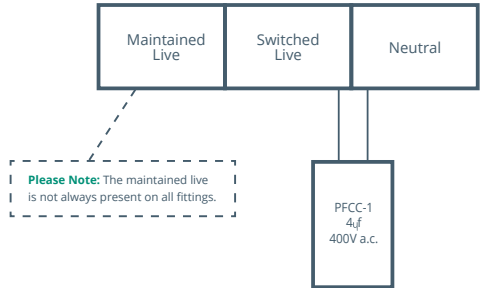 Maintained
Live
Switched
Live
Neutral
Please Note: The maintained live
is not always present on all fittings.
PFCC-1
4ųf
400V a.c.